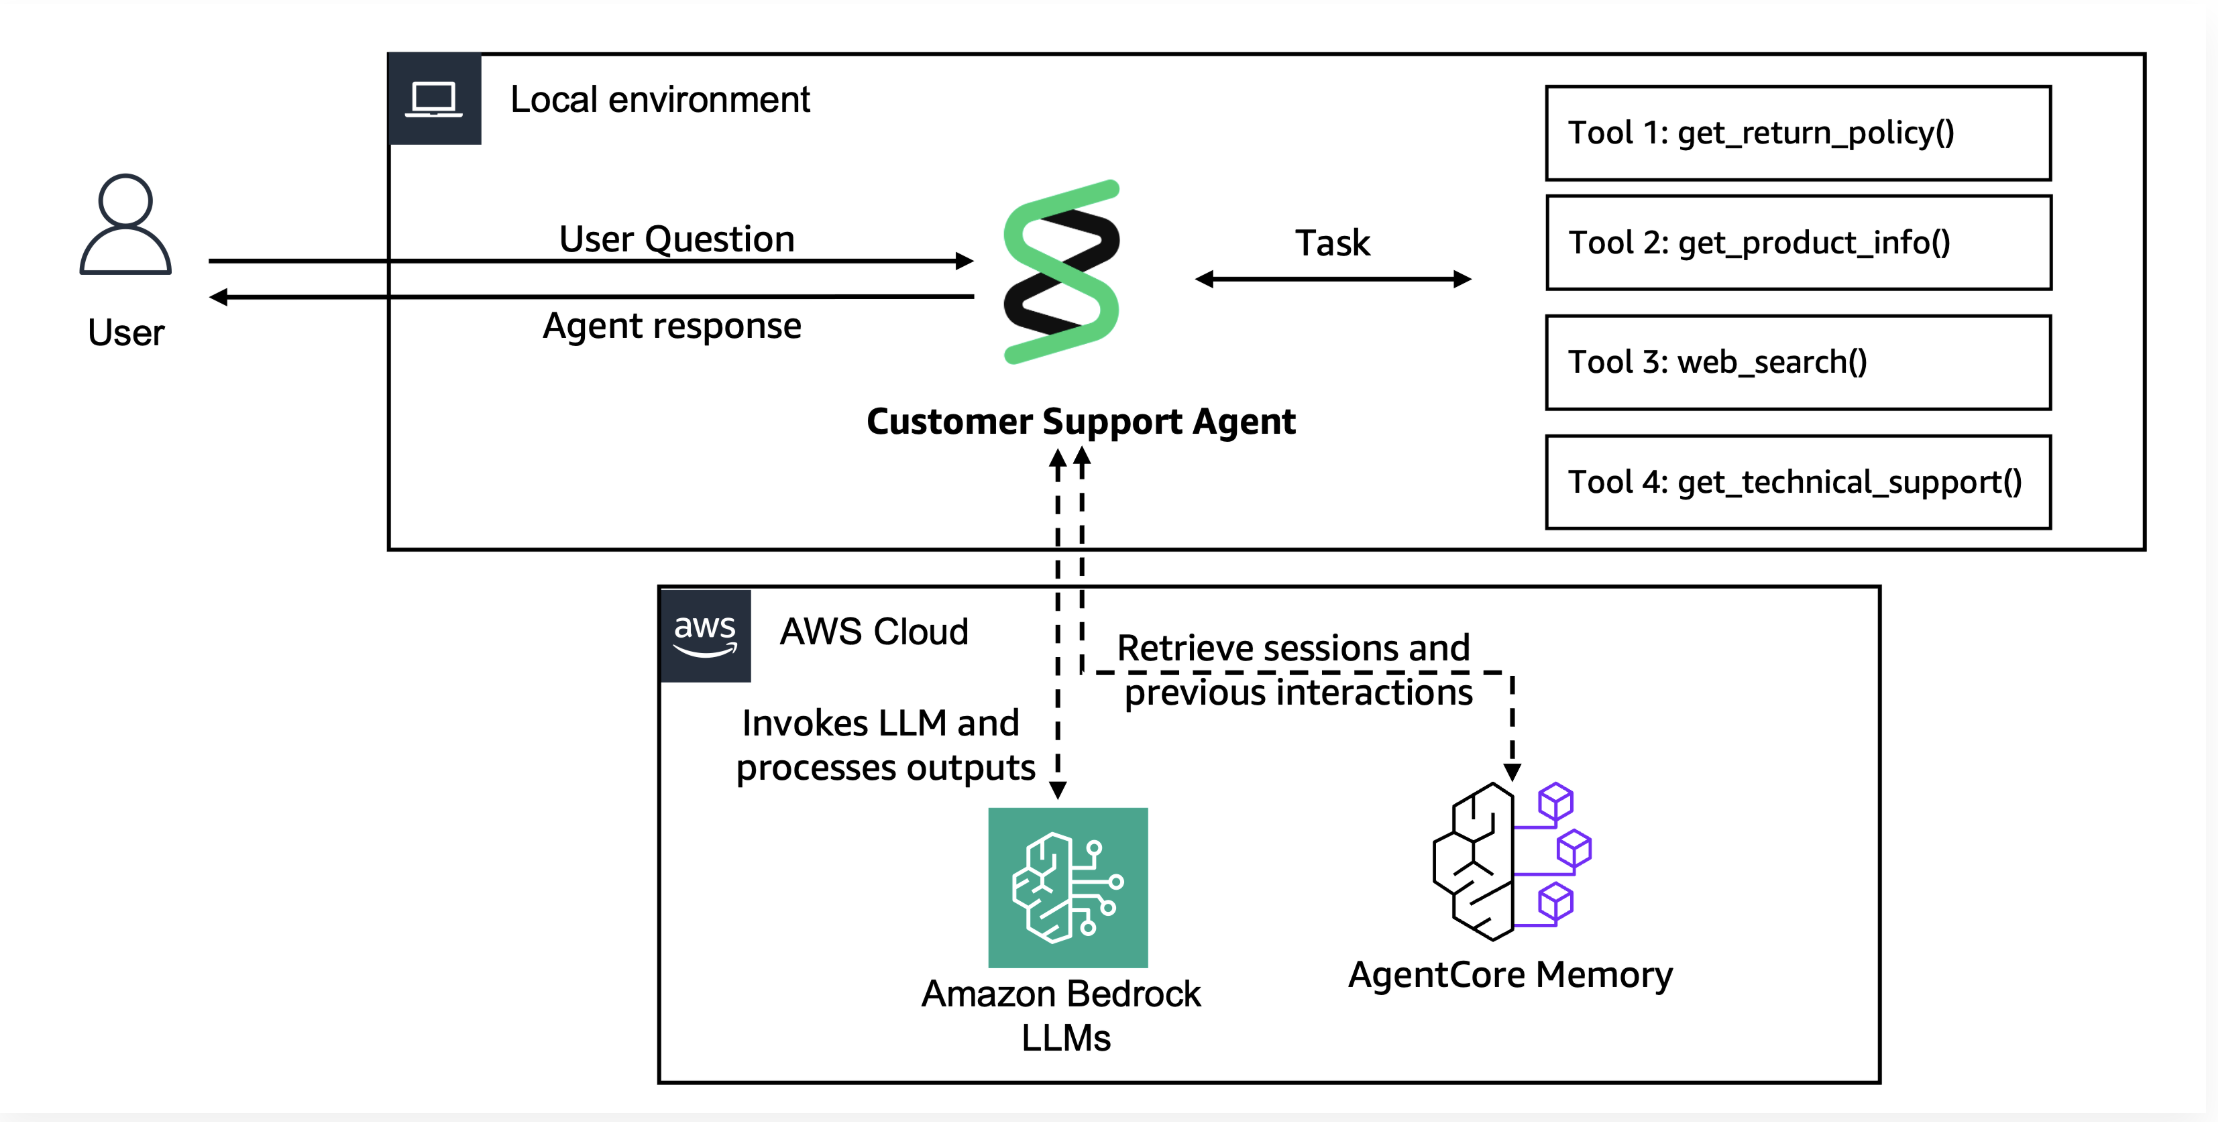 Local environment
Tool 1: get_return_policy()
Tool 2: get_product_info()
Tool 3: web_search()
Tool 4: get_technical_support()
User Question
Agent response
Task
User
Customer Support Agent
aws
AWS Cloud
Retrieve sessions and
previous interactions
Invokes LLM and
processes outputs
Amazon Bedrock
LLMs
AgentCore Memory